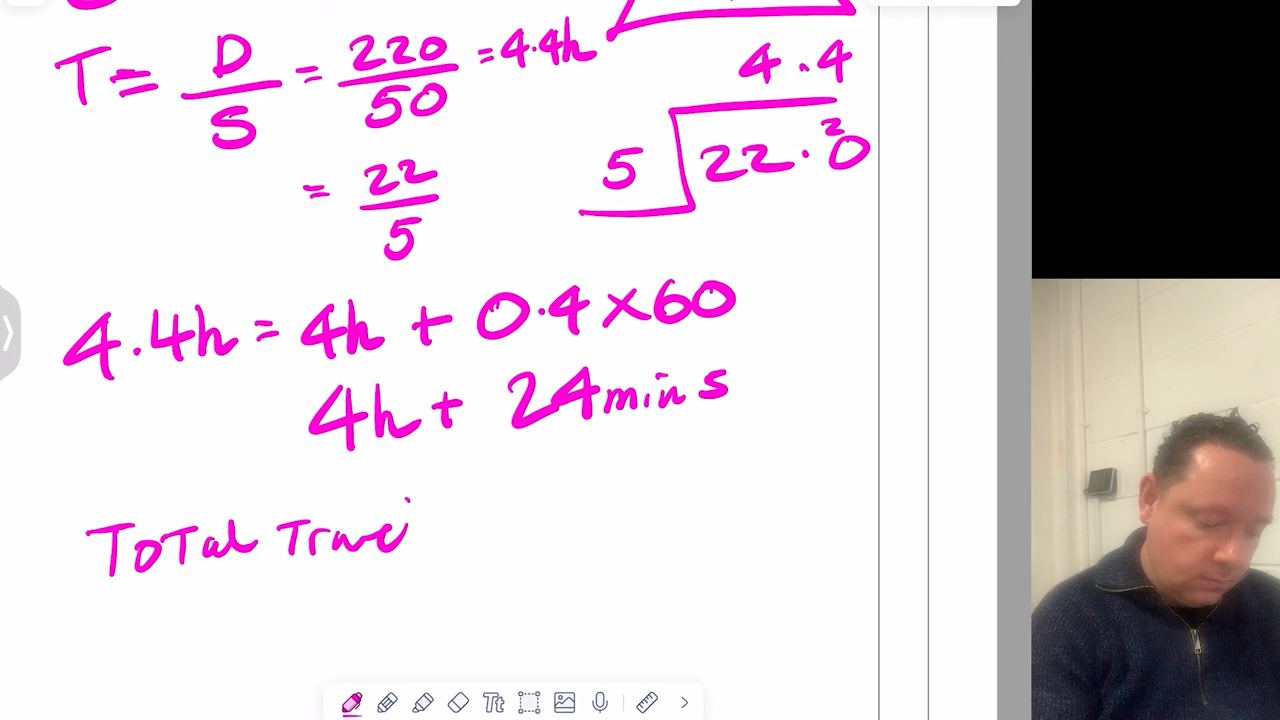 T = D/S = 220/50 = 4.4h
= 22/5
4.4
5 22.²0
4.4h = 4h + 0.4×60
4h + 24mins
Total
Tt